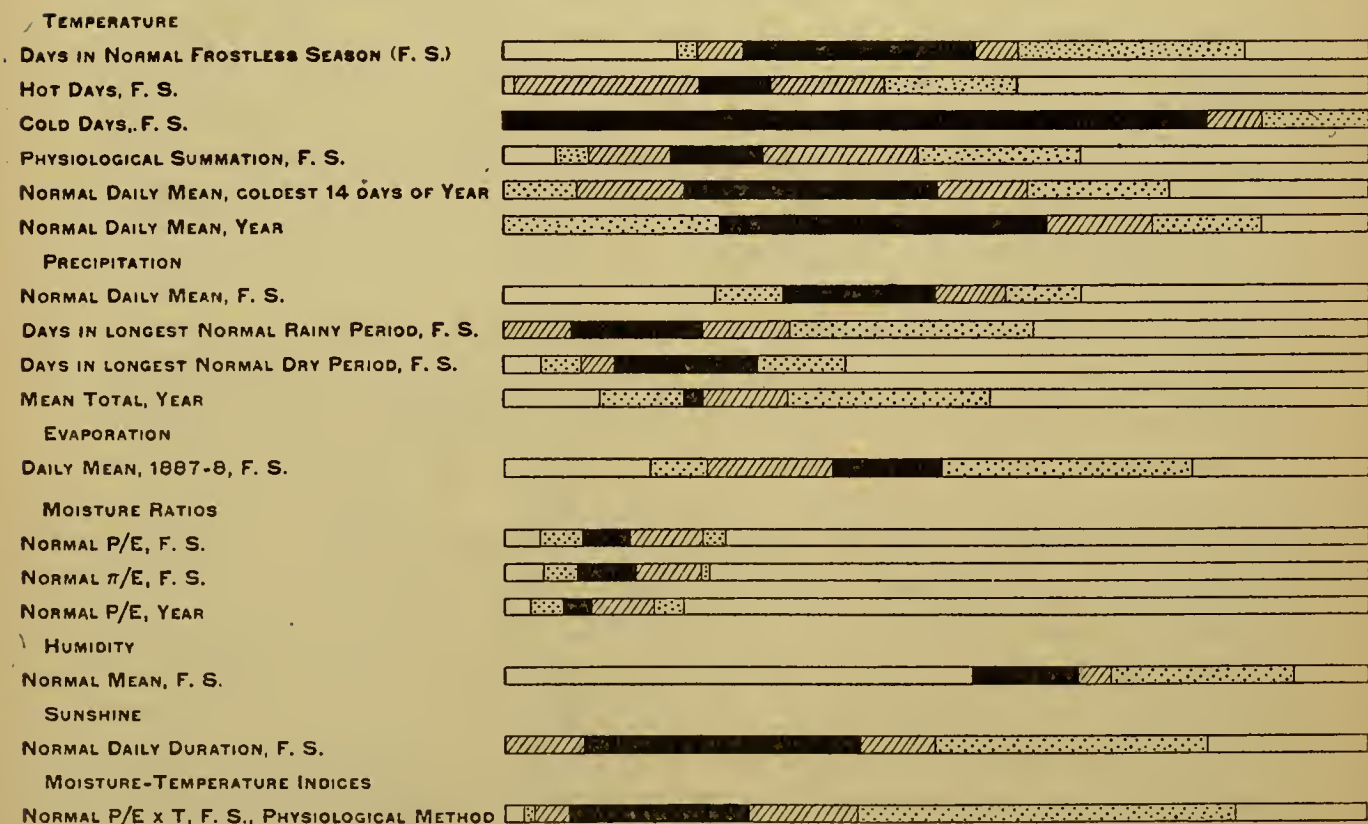 TEMPERATURE
DAYS IN NORMAL FROSTLESS SEASON (F. S.)
HOT DAYS, F. S.
COLD DAYS, F. S.
PHYSIOLOGICAL SUMMATION, F. S.
NORMAL DAILY MEAN, COLDEST 14 DAYS OF YEAR
NORMAL DAILY MEAN, YEAR
PRECIPITATION
NORMAL DAILY MEAN, F. S.
DAYS IN LONGEST NORMAL RAINY PERIOD, F. S.
DAYS IN LONGEST NORMAL DRY PERIOD, F. S.
MEAN TOTAL, YEAR
EVAPORATION
DAILY MEAN, 1887-8, F. S.
MOISTURE RATIOS
NORMAL P/E, F. S.
NORMAL π/E, F. S.
NORMAL P/E, YEAR
HUMIDITY
NORMAL MEAN, F. S.
SUNSHINE
NORMAL DAILY DURATION, F. S.
MOISTURE-TEMPERATURE INDICES
NORMAL P/E x T, F. S., PHYSIOLOGICAL METHOD